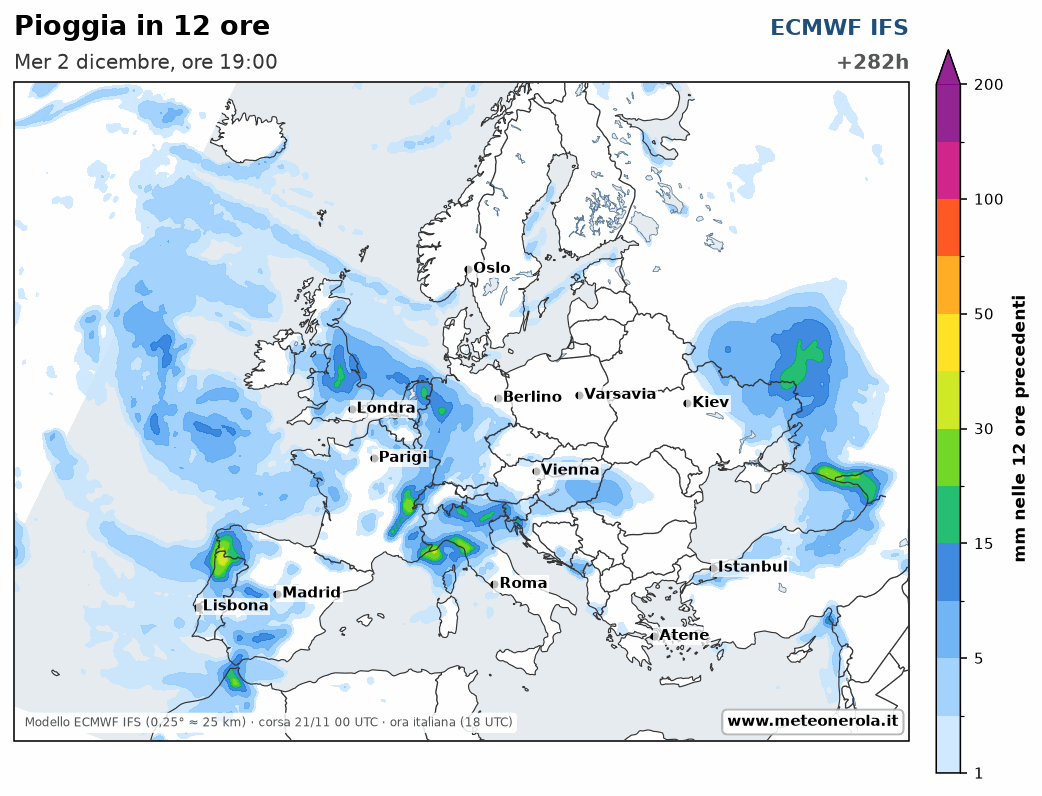 Pioggia in 12 ore
ECMWF IFS
Mer 2 dicembre, ore 19:00
+282h
200
100
50
30
15
5
1
mm nelle 12 ore precedenti
Oslo
Berlino
Varsavia
Kiev
Londra
Parigi
Vienna
Istanbul
Roma
Madrid
Lisbona
Atene
Modello ECMWF IFS (0,25° ≈ 25 km) · corsa 21/11 00 UTC · ora italiana (18 UTC)
www.meteonerola.it